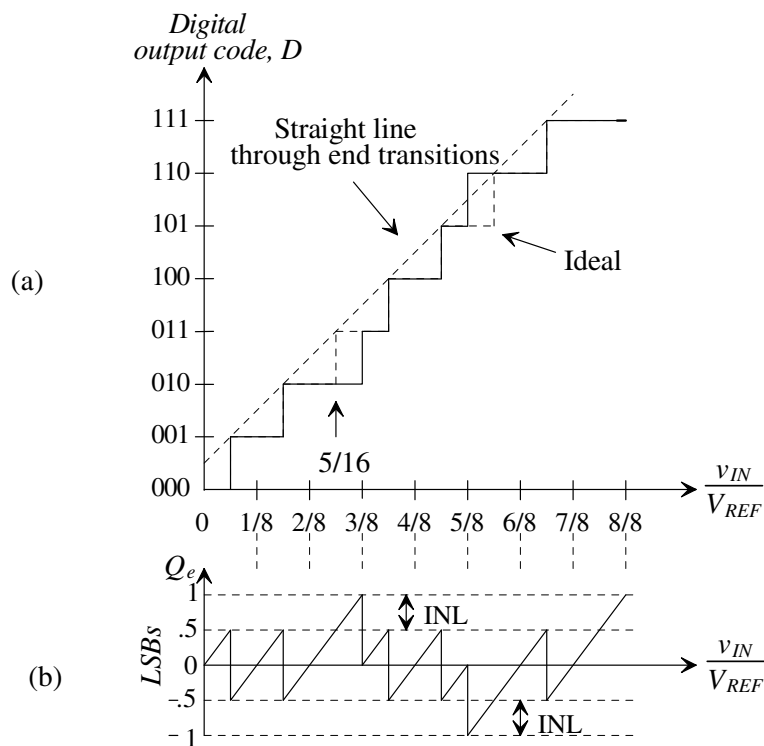 Digital
output code, D
111
110
101
100
011
010
001
000
Straight line
through end transitions
Ideal
(a)
5/16
0 1/8 2/8 3/8 4/8 5/8 6/8 7/8 8/8
v_IN
V_REF
Q_e
1
.5
0
-.5
-1
LSBs
INL
INL
(b)
v_IN
V_REF